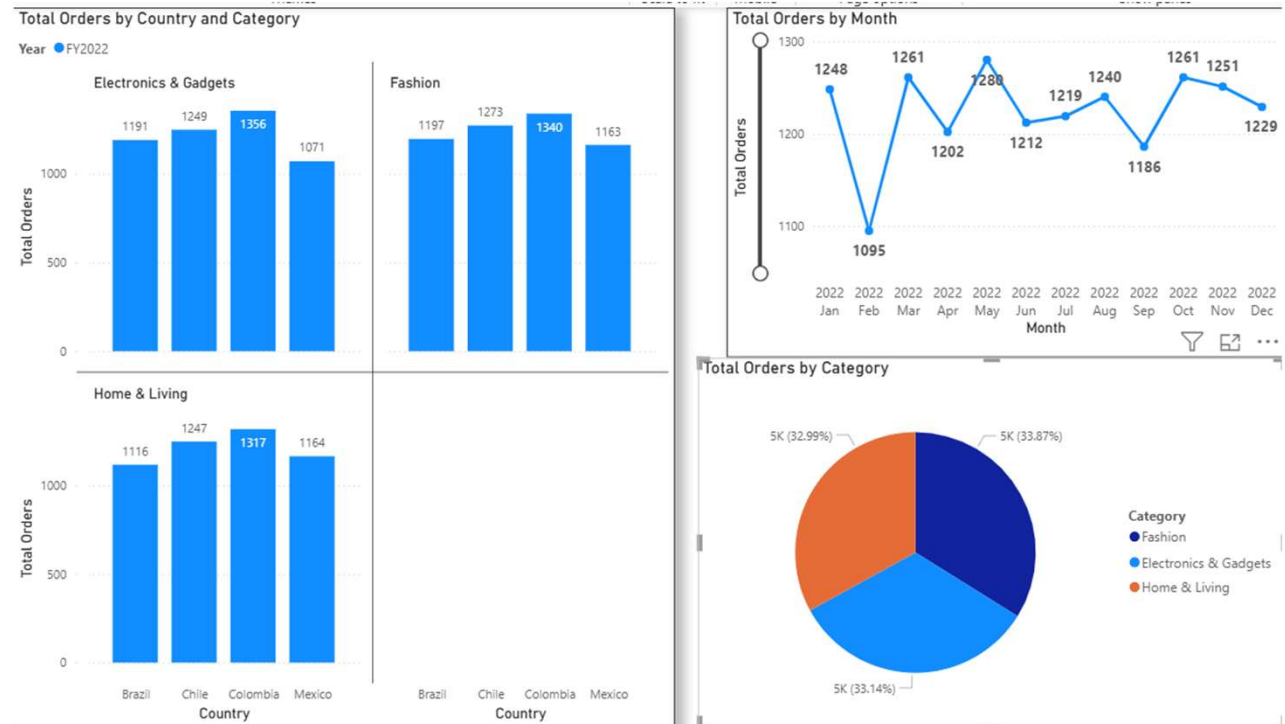 Total Orders by Country and Category
Year FY2022
Electronics & Gadgets
Total Orders
1000
500
0
1191
1249
1356
1071
Fashion
1197
1273
1340
1163
Home & Living
Total Orders
1000
500
0
1116
1247
1317
1164
Brazil Chile Colombia Mexico
Country
Brazil Chile Colombia Mexico
Country
Total Orders by Month
Total Orders
1300
1200
1100
1248
1095
1261
1202
1280
1212
1219
1240
1186
1261
1251
1229
2022 2022 2022 2022 2022 2022 2022 2022 2022 2022 2022 2022
Jan Feb Mar Apr May Jun Jul Aug Sep Oct Nov Dec
Month
Total Orders by Category
5K (32.99%)
5K (33.87%)
5K (33.14%)
Category
Fashion
Electronics & Gadgets
Home & Living